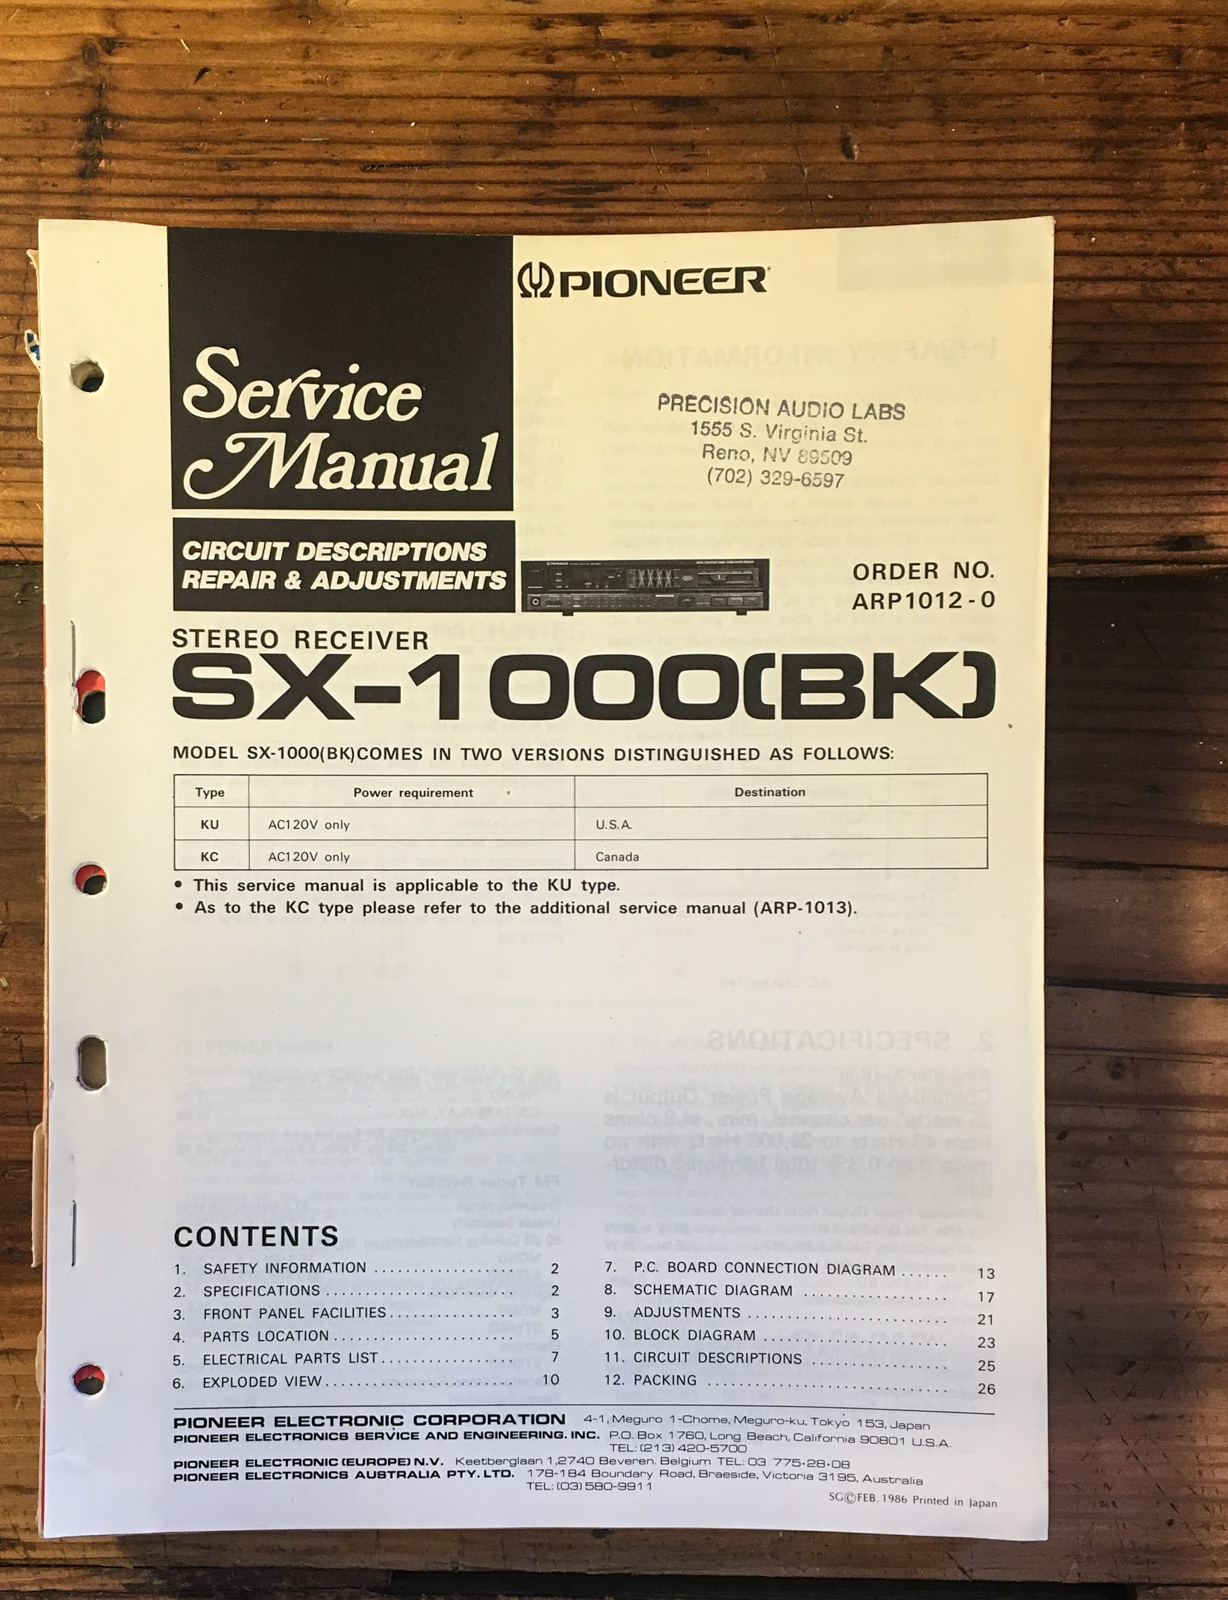 PIONEER
Service
Manual
PRECISION AUDIO LABS
1555 S. Virginia St.
Reno, NV 89509
(702) 329-6597
CIRCUIT DESCRIPTIONS
REPAIR & ADJUSTMENTS
ORDER NO.
ARP1012-0
STEREO RECEIVER
SX-1000(BK)
MODEL SX-1000(BK)COMES IN TWO VERSIONS DISTINGUISHED AS FOLLOWS:
Type Power requirement Destination
KU AC120V only U.S.A.
KC AC120V only Canada
• This service manual is applicable to the KU type.
• As to the KC type please refer to the additional service manual (ARP-1013).
CONTENTS
1. SAFETY INFORMATION .................... 2
2. SPECIFICATIONS .......................... 2
3. FRONT PANEL FACILITIES .................. 3
4. PARTS LOCATION ......................... 5
5. ELECTRICAL PARTS LIST ................... 7
6. EXPLODED VIEW .......................... 10
7. P.C. BOARD CONNECTION DIAGRAM ...... 13
8. SCHEMATIC DIAGRAM .................... 17
9. ADJUSTMENTS ........................... 21
10. BLOCK DIAGRAM ......................... 23
11. CIRCUIT DESCRIPTIONS ................... 25
12. PACKING ................................ 26
PIONEER ELECTRONIC CORPORATION 4-1, Meguro 1-Chome, Meguro-ku, Tokyo 153, Japan
PIONEER ELECTRONICS SERVICE AND ENGINEERING. INC. P.O. Box 1760, Long Beach, California 90801 U.S.A.
TEL: (213) 420-5700
PIONEER ELECTRONIC (EUROPE) N.V. Keetberglaan 1,2740 Beveren. Belgium TEL: 03 775·28·08
PIONEER ELECTRONICS AUSTRALIA PTY. LTD. 178-184 Boundary Road, Braeside, Victoria 3195, Australia
TEL: (03) 580-9911
SG©FEB. 1986 Printed in Japan